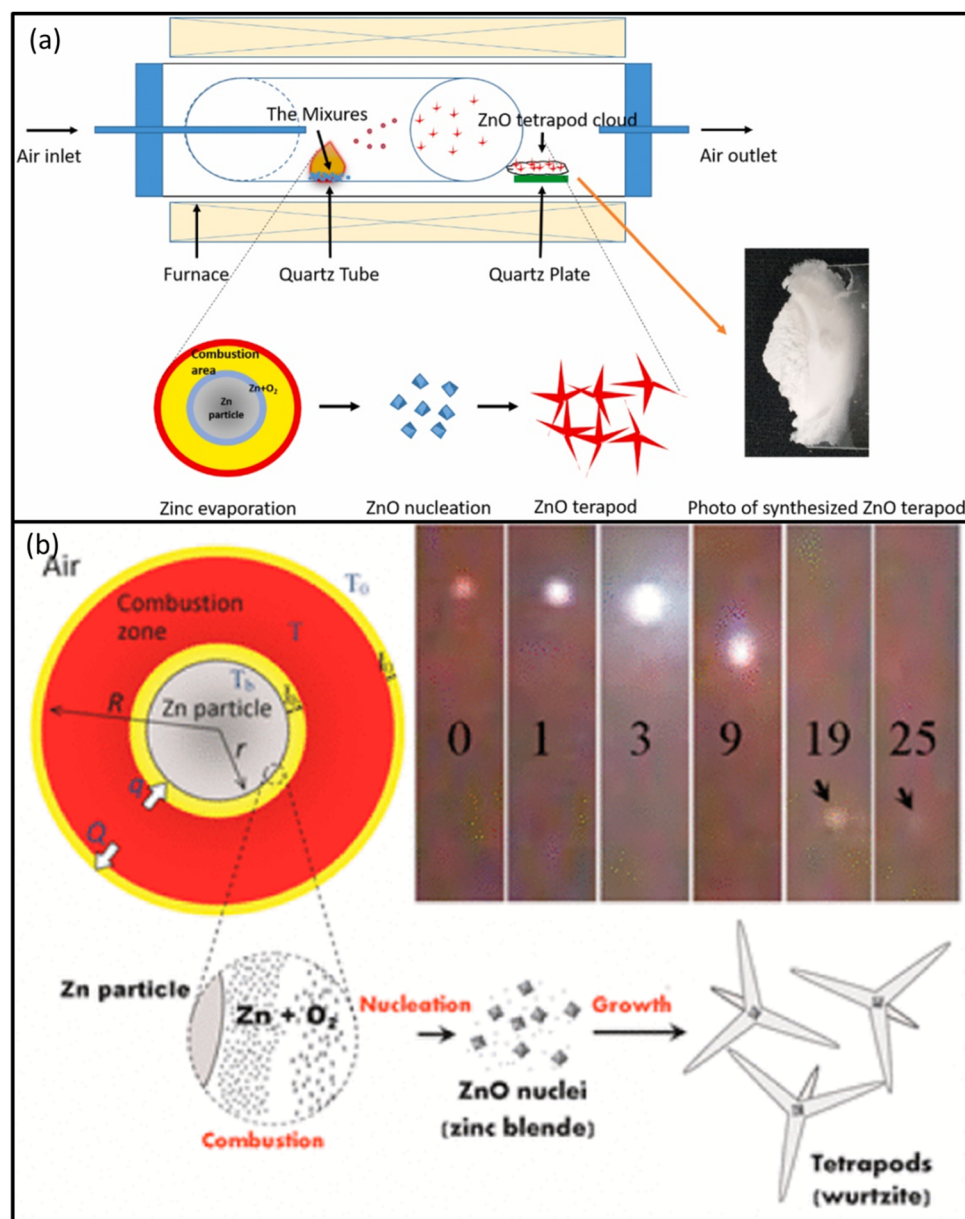 (a)
The Mixures
ZnO tetrapod cloud
Air inlet
Air outlet
Furnace
Quartz Tube
Quartz Plate
Combustion
area
Zn+O₂
Zn
particle
Zinc evaporation
ZnO nucleation
ZnO terapod
Photo of synthesized ZnO terapod
(b)
Air
T₀
Combustion
zone
T
T_b
Zn particle
R
r
q
Q
0
1
3
9
19
25
Zn particle
Zn + O₂
Combustion
Nucleation
Growth
ZnO nuclei
(zinc blende)
Tetrapods
(wurtzite)